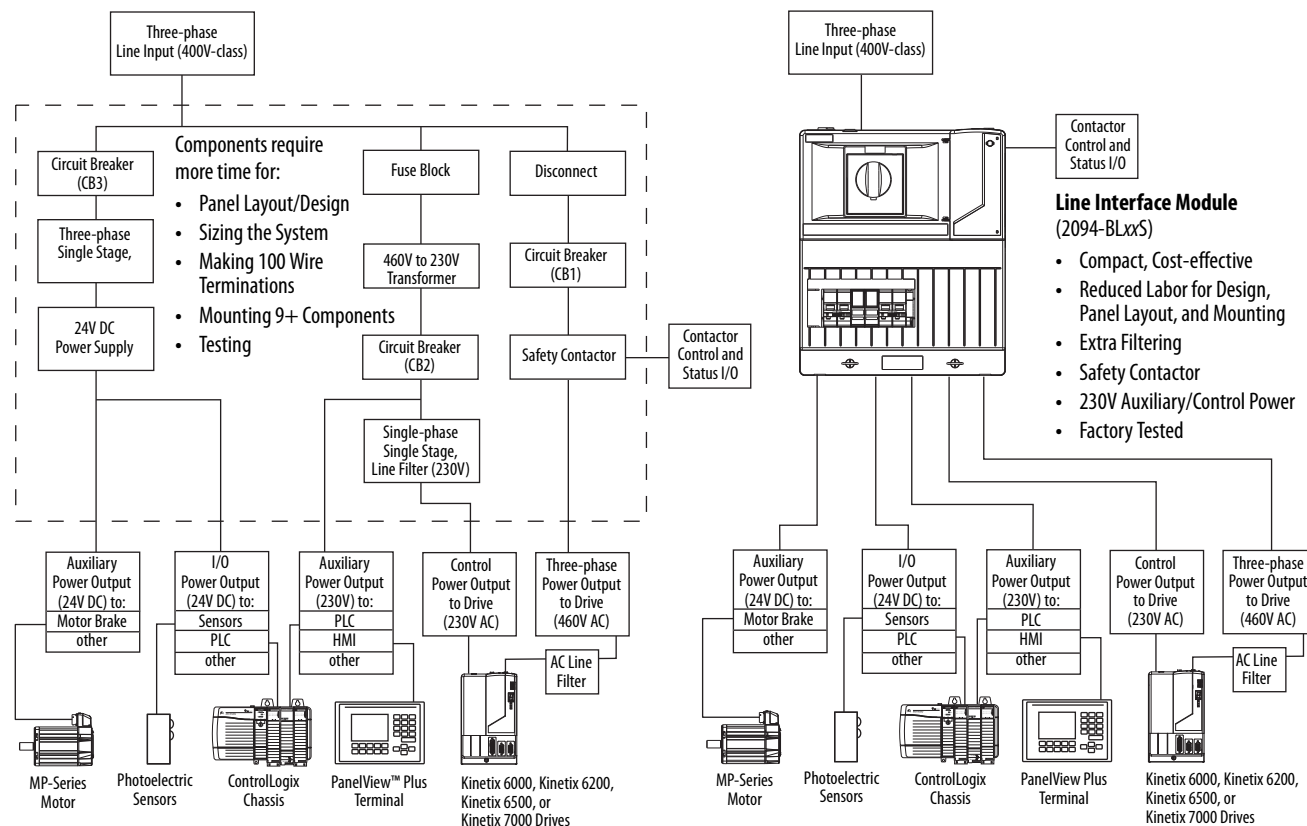 Three-phase
Line Input (400V-class)
Circuit Breaker
(CB3)
Three-phase
Single Stage,
24V DC
Power Supply
Components require
more time for:
• Panel Layout/Design
• Sizing the System
• Making 100 Wire
Terminations
• Mounting 9+ Components
• Testing
Fuse Block
460V to 230V
Transformer
Circuit Breaker
(CB2)
Single-phase
Single Stage,
Line Filter (230V)
Disconnect
Circuit Breaker
(CB1)
Safety Contactor
Contactor
Control and
Status I/O
Auxiliary
Power Output
(24V DC) to:
Motor Brake
other
I/O
Power Output
(24V DC) to:
Sensors
PLC
other
Auxiliary
Power Output
(230V) to:
PLC
HMI
other
Control
Power Output
to Drive
(230V AC)
Three-phase
Power Output
to Drive
(460V AC)
AC Line
Filter
MP-Series
Motor
Photoelectric
Sensors
ControlLogix
Chassis
PanelView™ Plus
Terminal
Kinetix 6000, Kinetix 6200,
Kinetix 6500, or
Kinetix 7000 Drives
Three-phase
Line Input (400V-class)
Contactor
Control and
Status I/O
Line Interface Module
(2094-BLxxS)
• Compact, Cost-effective
• Reduced Labor for Design,
Panel Layout, and Mounting
• Extra Filtering
• Safety Contactor
• 230V Auxiliary/Control Power
• Factory Tested
Auxiliary
Power Output
(24V DC) to:
Motor Brake
other
I/O
Power Output
(24V DC) to:
Sensors
PLC
other
Auxiliary
Power Output
(230V) to:
PLC
HMI
other
Control
Power Output
to Drive
(230V AC)
Three-phase
Power Output
to Drive
(460V AC)
AC Line
Filter
MP-Series
Motor
Photoelectric
Sensors
ControlLogix
Chassis
PanelView Plus
Terminal
Kinetix 6000, Kinetix 6200,
Kinetix 6500, or
Kinetix 7000 Drives